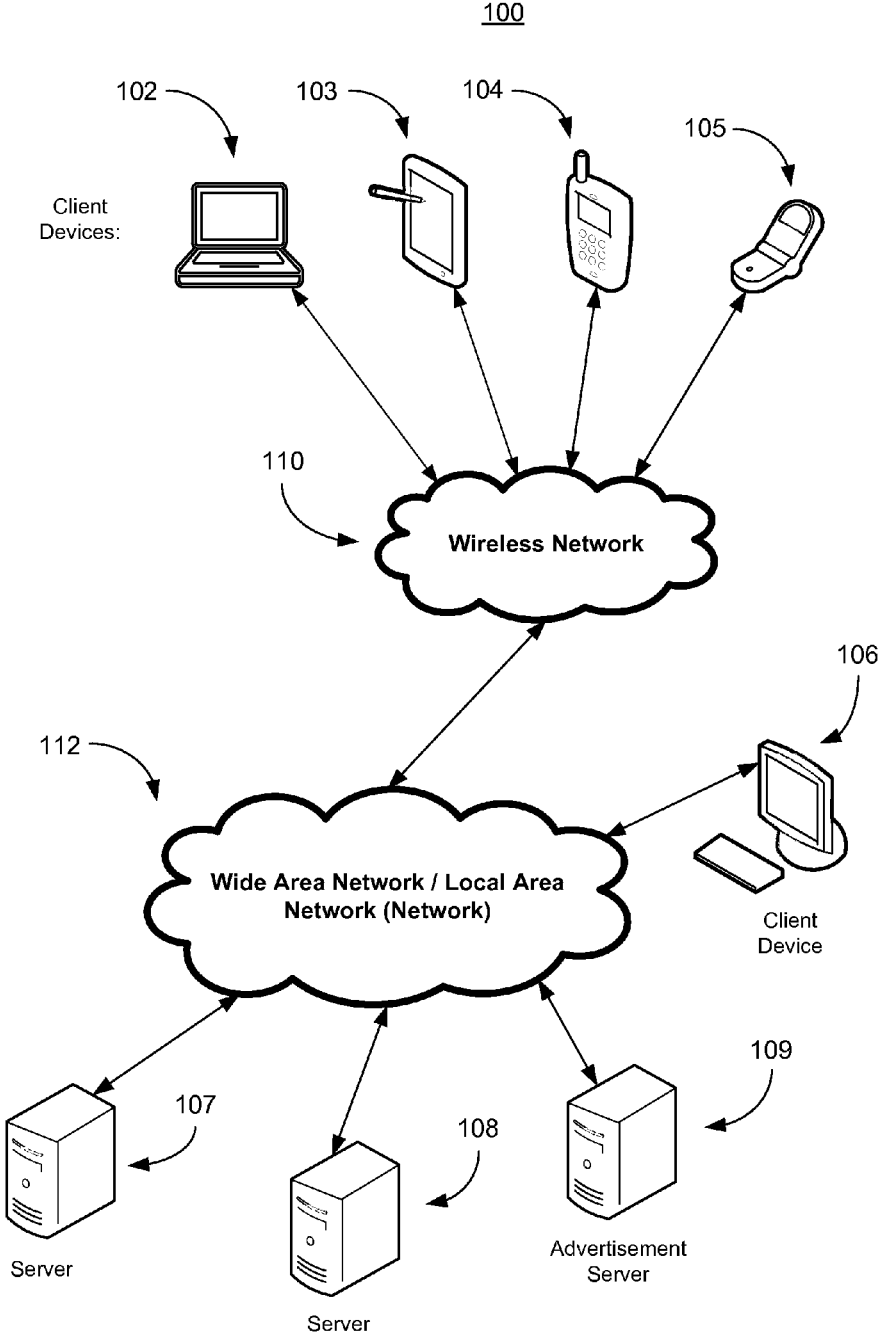 100
102
103
104
105
Client
Devices:
110
Wireless Network
106
112
Wide Area Network / Local Area
Network (Network)
Client
Device
107
108
109
Server
Server
Advertisement
Server